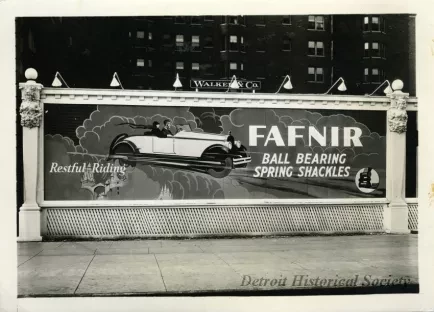 WALKER & CO.
FAFNIR
BALL BEARING
SPRING SHACKLES
Restful Riding
Detroit Historical Society